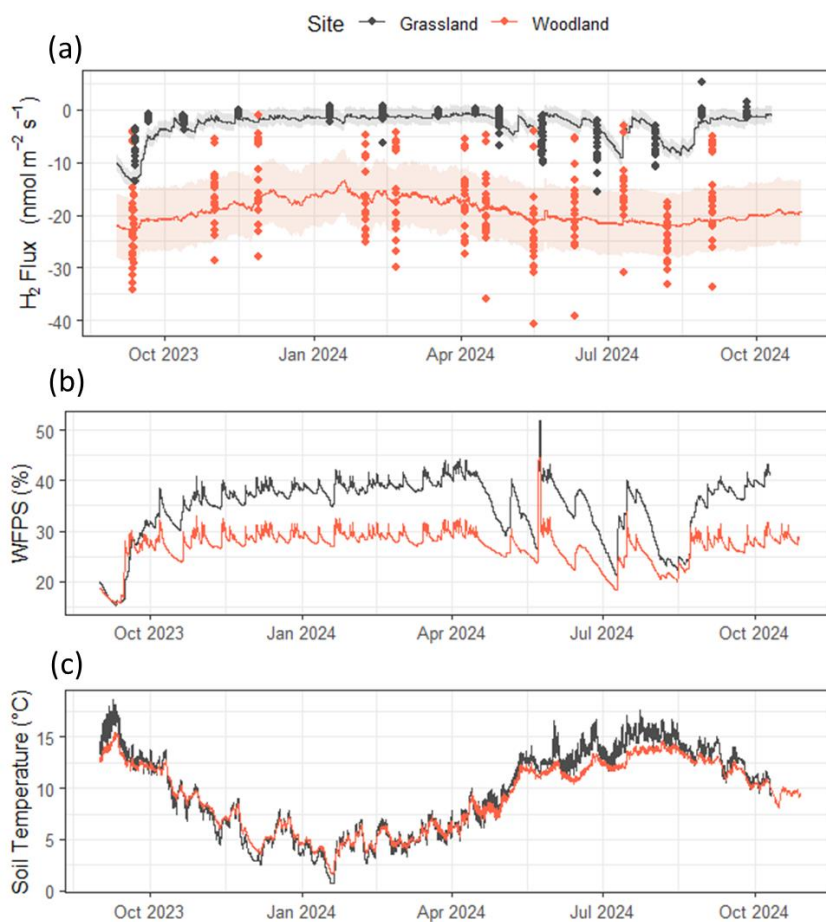 Site Grassland Woodland
(a)
H₂ Flux (nmol m⁻² s⁻¹)
0
-10
-20
-30
-40
Oct 2023 Jan 2024 Apr 2024 Jul 2024 Oct 2024
(b)
WFPS (%)
50
40
30
20
Oct 2023 Jan 2024 Apr 2024 Jul 2024 Oct 2024
(c)
Soil Temperature (°C)
15
10
5
0
Oct 2023 Jan 2024 Apr 2024 Jul 2024 Oct 2024